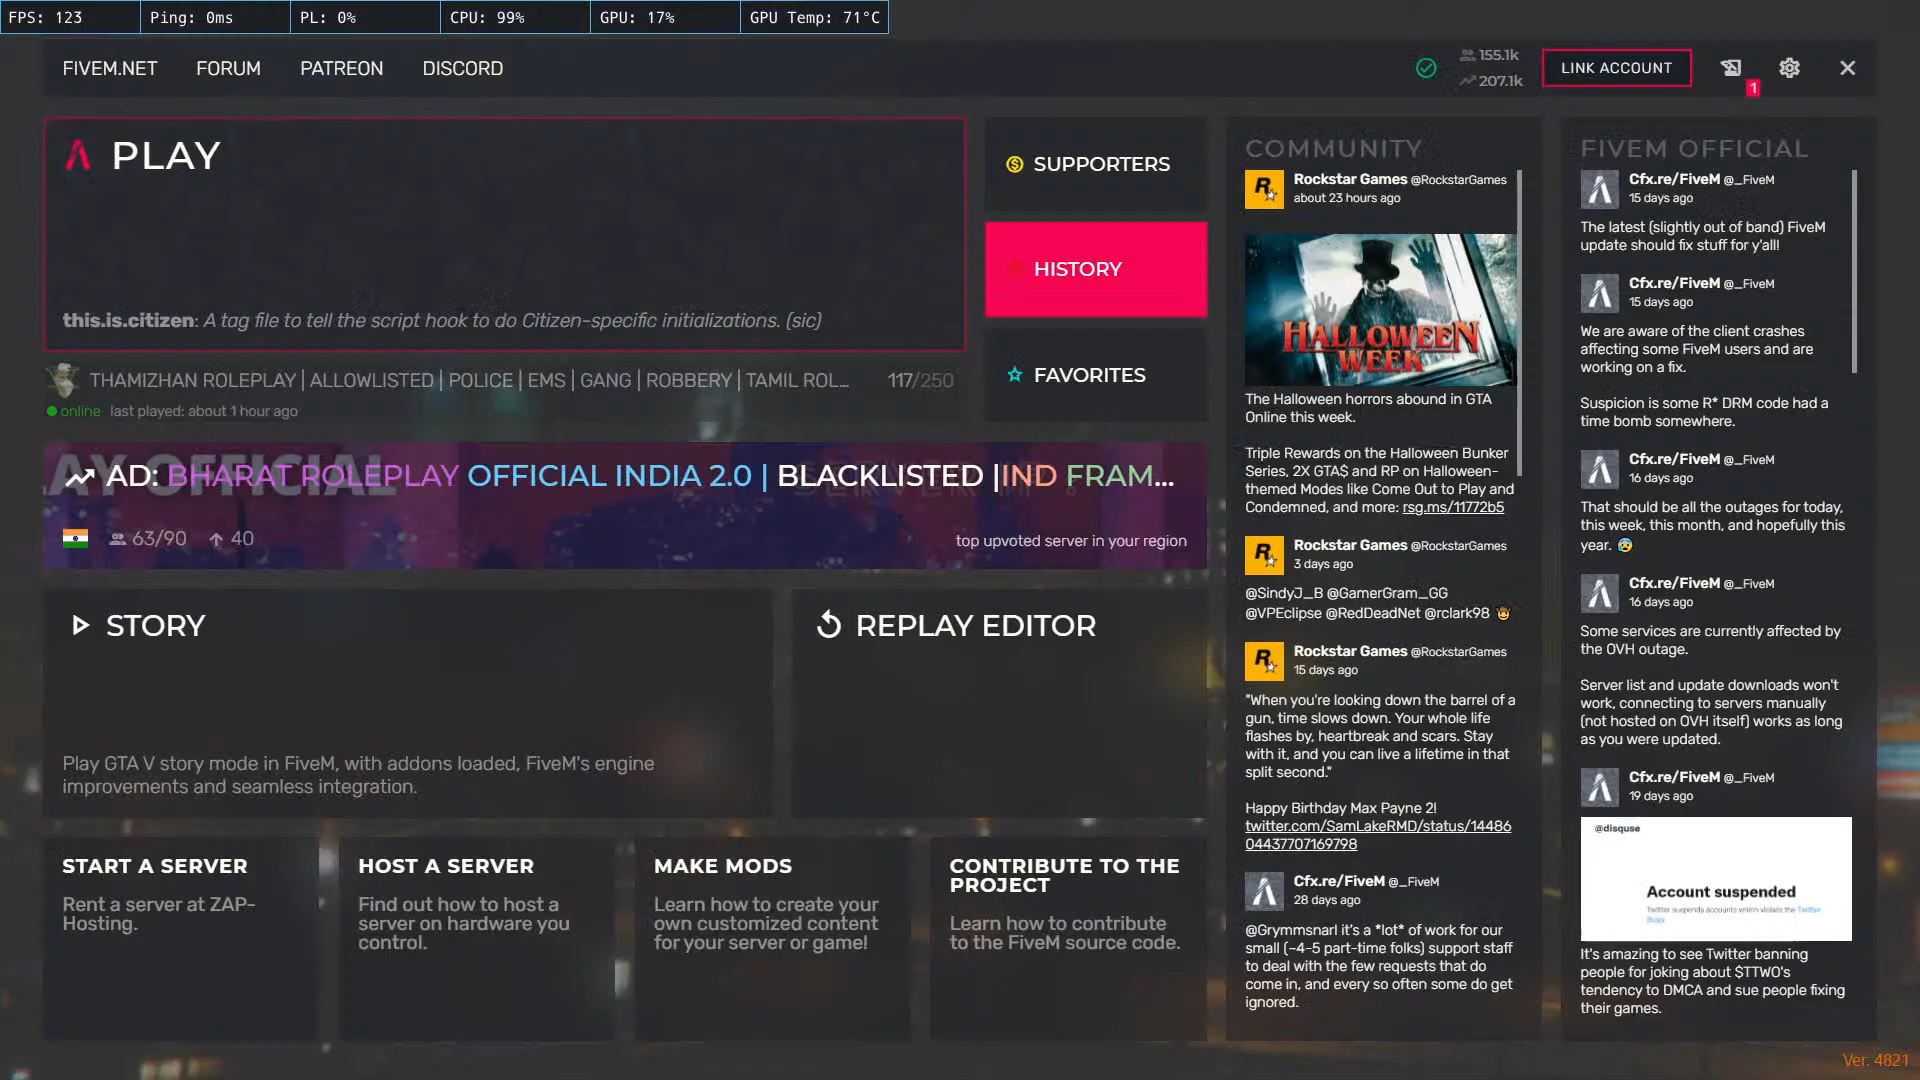 FPS: 123
Ping: 0ms
PL: 0%
CPU: 99%
GPU: 17%
GPU Temp: 71°C
FIVEM.NET
FORUM
PATREON
DISCORD
155.1k
207.1k
LINK ACCOUNT
1
PLAY
this.is.citizen: A tag file to tell the script hook to do Citizen-specific initializations. (sic)
THAMIZHAN ROLEPLAY | ALLOWLISTED | POLICE | EMS | GANG | ROBBERY | TAMIL ROL...
117/250
online
last played: about 1 hour ago
SUPPORTERS
HISTORY
FAVORITES
AD: BHARAT ROLEPLAY OFFICIAL INDIA 2.0 | BLACKLISTED |IND FRAM...
AY OFFICIAL
63/90
40
top upvoted server in your region
STORY
Play GTA V story mode in FiveM, with addons loaded, FiveM's engine
improvements and seamless integration.
REPLAY EDITOR
START A SERVER
Rent a server at ZAP-
Hosting.
HOST A SERVER
Find out how to host a
server on hardware you
control.
MAKE MODS
Learn how to create your
own customized content
for your server or game!
CONTRIBUTE TO THE
PROJECT
Learn how to contribute
to the FiveM source code.
COMMUNITY
Rockstar Games @RockstarGames
about 23 hours ago
HALLOWEEN
WEEK
The Halloween horrors abound in GTA
Online this week.
Triple Rewards on the Halloween Bunker
Series, 2X GTA$ and RP on Halloween-
themed Modes like Come Out to Play and
Condemned, and more: rsg.ms/11772b5
Rockstar Games @RockstarGames
3 days ago
@SindyJ_B @GamerGram_GG
@VPEclipse @RedDeadNet @rclark98 🤠
Rockstar Games @RockstarGames
15 days ago
"When you're looking down the barrel of a
gun, time slows down. Your whole life
flashes by, heartbreak and scars. Stay
with it, and you can live a lifetime in that
split second."
Happy Birthday Max Payne 2!
twitter.com/SamLakeRMD/status/14486
04437707169798
Cfx.re/FiveM @_FiveM
28 days ago
@Grymmsnarl it's a *lot* of work for our
small (~4-5 part-time folks) support staff
to deal with the few requests that do
come in, and every so often some do get
ignored.
FIVEM OFFICIAL
Cfx.re/FiveM @_FiveM
15 days ago
The latest (slightly out of band) FiveM
update should fix stuff for y'all!
Cfx.re/FiveM @_FiveM
15 days ago
We are aware of the client crashes
affecting some FiveM users and are
working on a fix.
Suspicion is some R* DRM code had a
time bomb somewhere.
Cfx.re/FiveM @_FiveM
16 days ago
That should be all the outages for today,
this week, this month, and hopefully this
year. 😰
Cfx.re/FiveM @_FiveM
16 days ago
Some services are currently affected by
the OVH outage.
Server list and update downloads won't
work, connecting to servers manually
(not hosted on OVH itself) works as long
as you were updated.
Cfx.re/FiveM @_FiveM
19 days ago
@disquse
Account suspended
Twitter suspends accounts which violate the Twitter
Rules
It's amazing to see Twitter banning
people for joking about $TTWO's
tendency to DMCA and sue people fixing
their games.
Ver. 4821